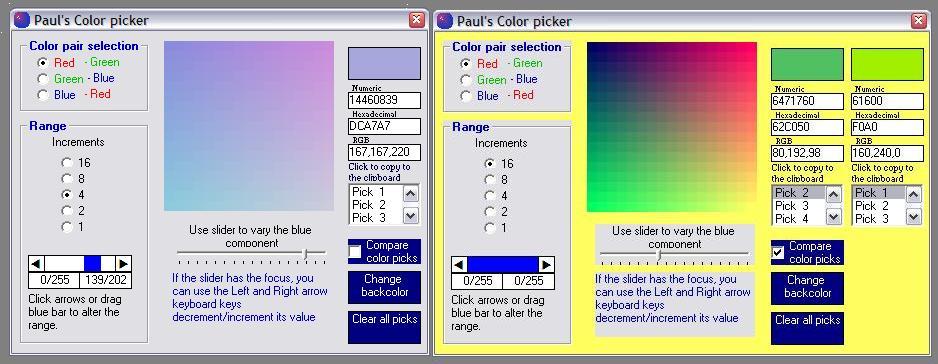 Paul's Color picker
Color pair selection
Red - Green
Green - Blue
Blue - Red
Range
Increments
16
8
4
2
1
0/255 139/202
Click arrows or drag
blue bar to alter the
range.
Use slider to vary the blue
component
If the slider has the focus, you
can use the Left and Right arrow
keyboard keys
decrement/increment its value
Numeric
14460839
Hexadecimal
DCA7A7
RGB
167,167,220
Click to copy to
the clipboard
Pick 1
Pick 2
Pick 3
Compare
color picks
Change
backcolor
Clear all picks
Paul's Color picker
Color pair selection
Red - Green
Green - Blue
Blue - Red
Range
Increments
16
8
4
2
1
0/255 0/255
Click arrows or drag
blue bar to alter the
range.
Use slider to vary the blue
component
If the slider has the focus, you
can use the Left and Right arrow
keyboard keys
decrement/increment its value
Numeric
6471760
Hexadecimal
62C050
RGB
80,192,98
Click to copy to
the clipboard
Pick 2
Pick 3
Pick 4
Numeric
61600
Hexadecimal
F0A0
RGB
160,240,0
Click to copy to
the clipboard
Pick 1
Pick 2
Pick 3
Compare
color picks
Change
backcolor
Clear all picks